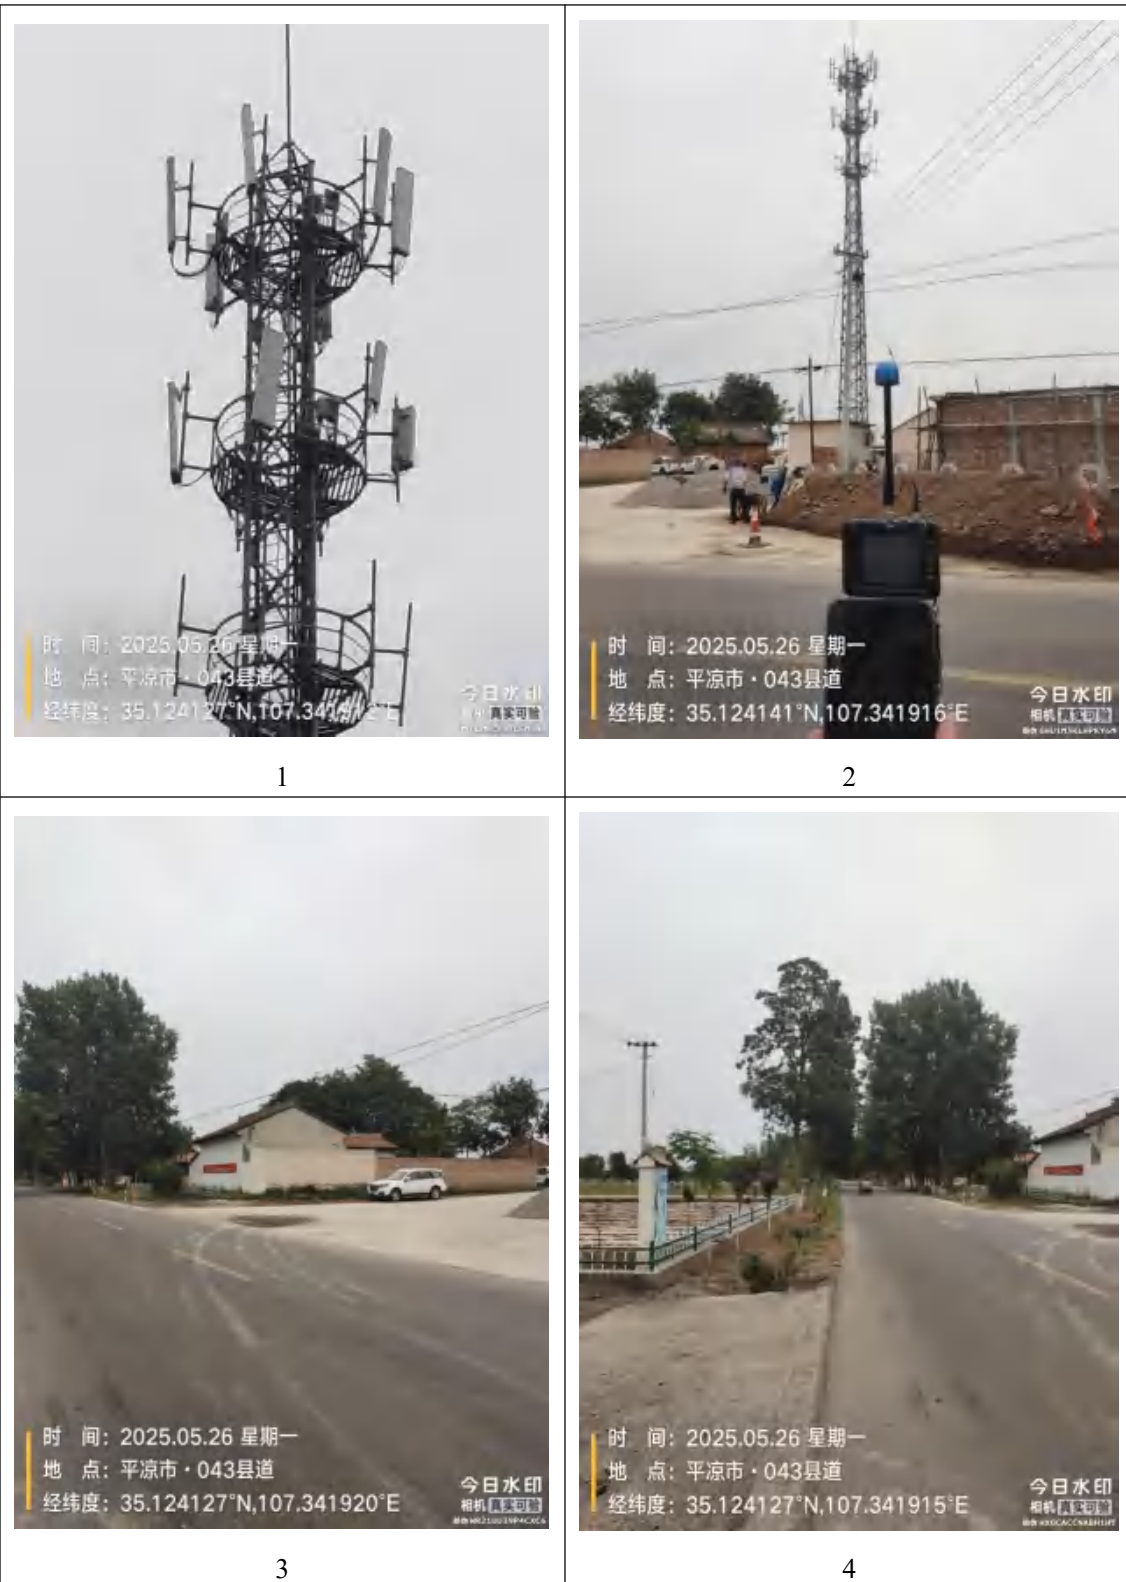 时 间：2025.05.26 星期一
地 点：平凉市·043县道
经纬度：35.124127°N,107.341912°E
今日水印
相机 真实可验
1
时 间：2025.05.26 星期一
地 点：平凉市·043县道
经纬度：35.124141°N,107.341916°E
今日水印
相机 真实可验
2
时 间：2025.05.26 星期一
地 点：平凉市·043县道
经纬度：35.124127°N,107.341920°E
今日水印
相机 真实可验
3
时 间：2025.05.26 星期一
地 点：平凉市·043县道
经纬度：35.124127°N,107.341915°E
今日水印
相机 真实可验
4